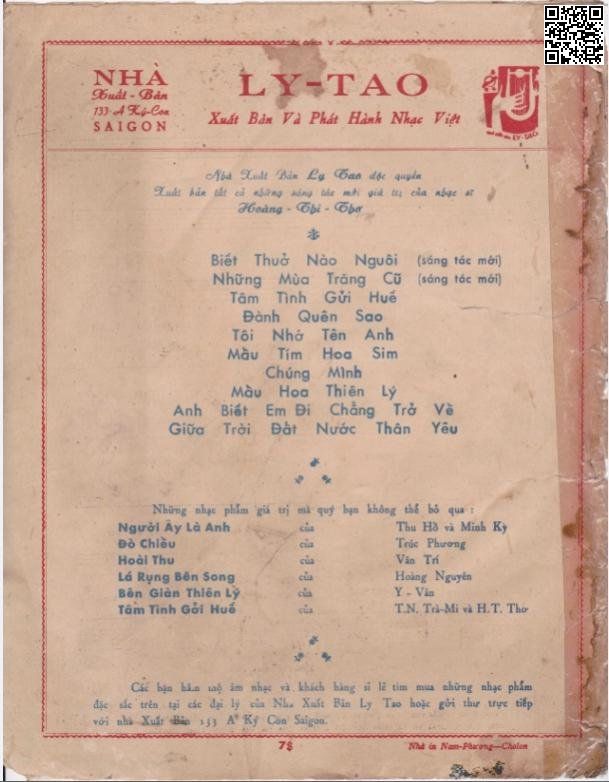 NHÀ
Xuất - Bản
133 - A Ký-Con
SAIGON
LY-TAO
Xuất Bản Và Phát Hành Nhạc Việt
Nhà Xuất Bản Ly Tao độc quyền
Xuất bản tất cả những sáng tác mới giá trị của nhạc sĩ
Hoàng - Thi - Thơ
Biết Thuở Nào Nguôi (sáng tác mới)
Những Mùa Trăng Cũ (sáng tác mới)
Tâm Tình Gửi Huế
Đành Quên Sao
Tôi Nhớ Tên Anh
Mầu Tím Hoa Sim
Chúng Mình
Mầu Hoa Thiên Lý
Anh Biết Em Đi Chẳng Trở Về
Giữa Trời Đất Nước Thân Yêu
Những nhạc phẩm giá trị mà quý bạn không thể bỏ qua :
Người Ấy Là Anh của Thu Hồ và Minh Kỳ
Đò Chiều của Trúc Phương
Hoài Thu của Văn Trí
Lá Rụng Bên Song của Hoàng Nguyên
Bên Giàn Thiên Lý của Y - Vân
Tâm Tình Gởi Huế của T.N. Trà-Mi và H.T. Thơ
Các bạn hâm mộ âm nhạc và khách hàng sỉ lẻ tìm mua những nhạc phẩm
đặc sắc trên tại các đại lý của Nhà Xuất Bản Ly Tao hoặc gởi thư trực tiếp
với nhà Xuất Bản 133 A Ký Con Saigon.
7$
Nhà in Nam-Phương—Cholon